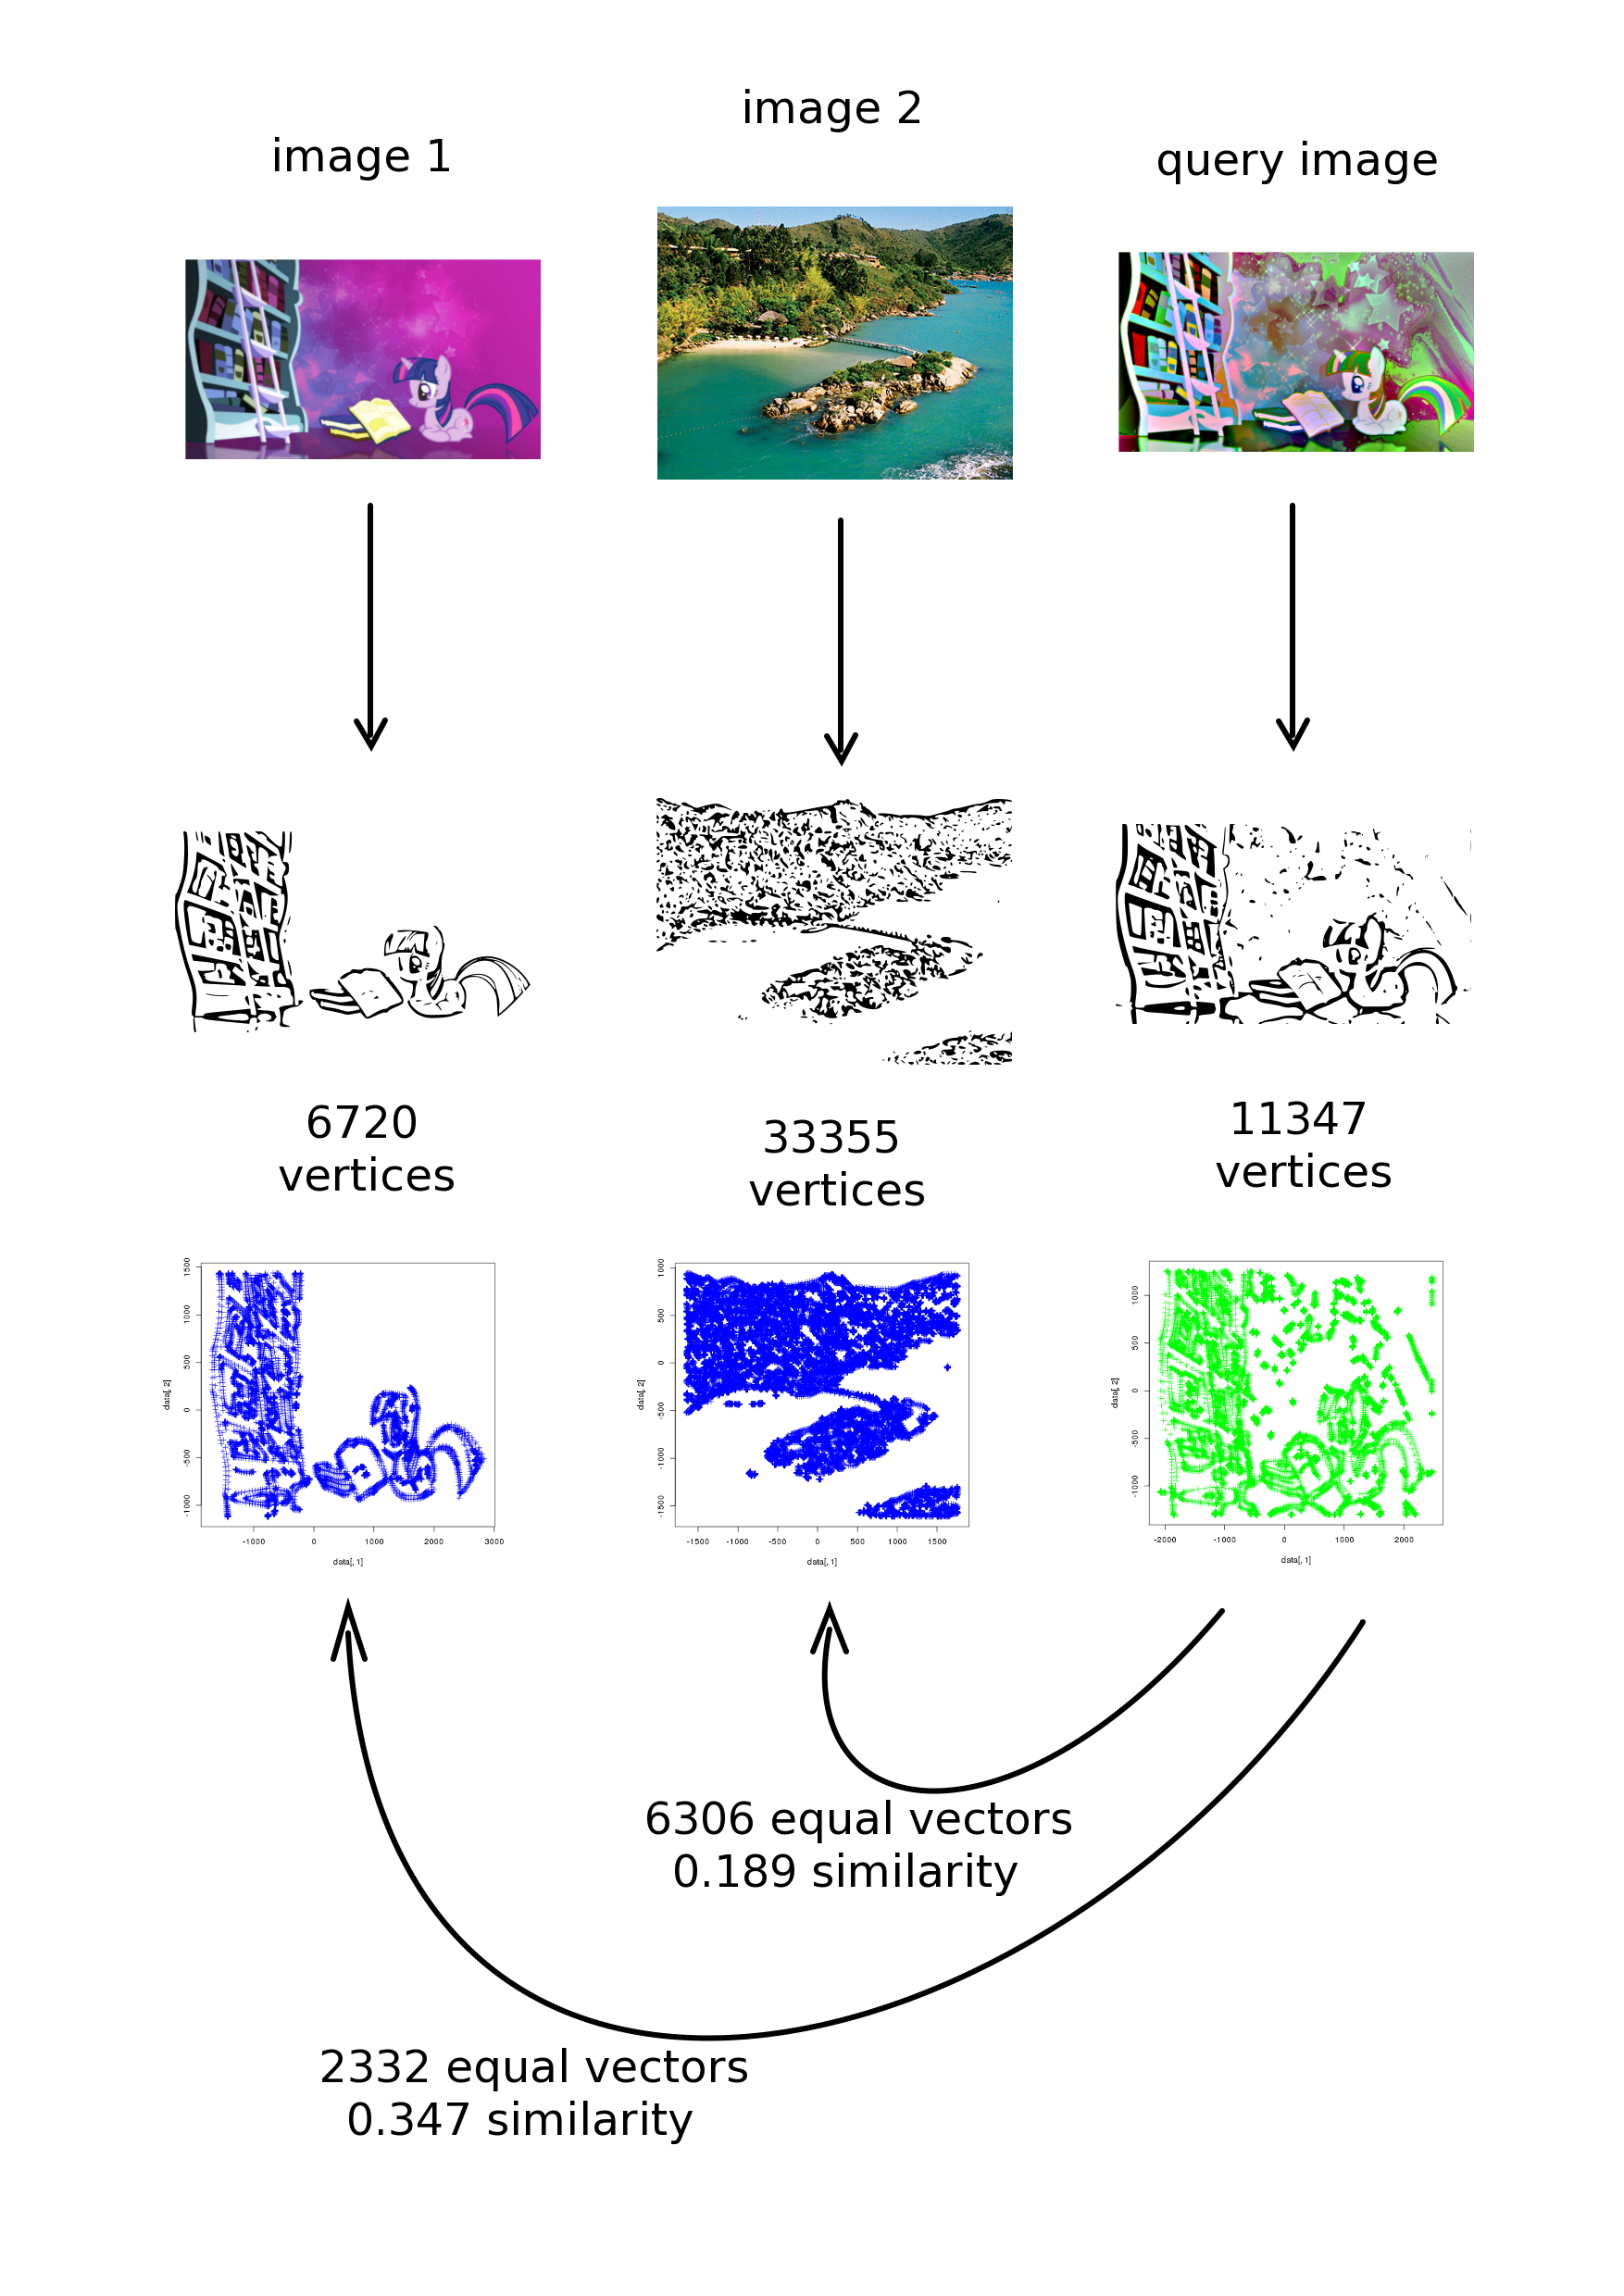 image 1
image 2
query image
6720
vertices
33355
vertices
11347
vertices
1500
1000
500
0
-500
-1000
data[, 2]
-1000
0
1000
2000
3000
data[, 1]
1000
500
0
-500
-1000
-1500
data[, 2]
-1500
-1000
-500
0
500
1000
1500
data[, 1]
1000
500
0
-500
-1000
data[, 2]
-2000
-1000
0
1000
2000
data[, 1]
6306 equal vectors
0.189 similarity
2332 equal vectors
0.347 similarity